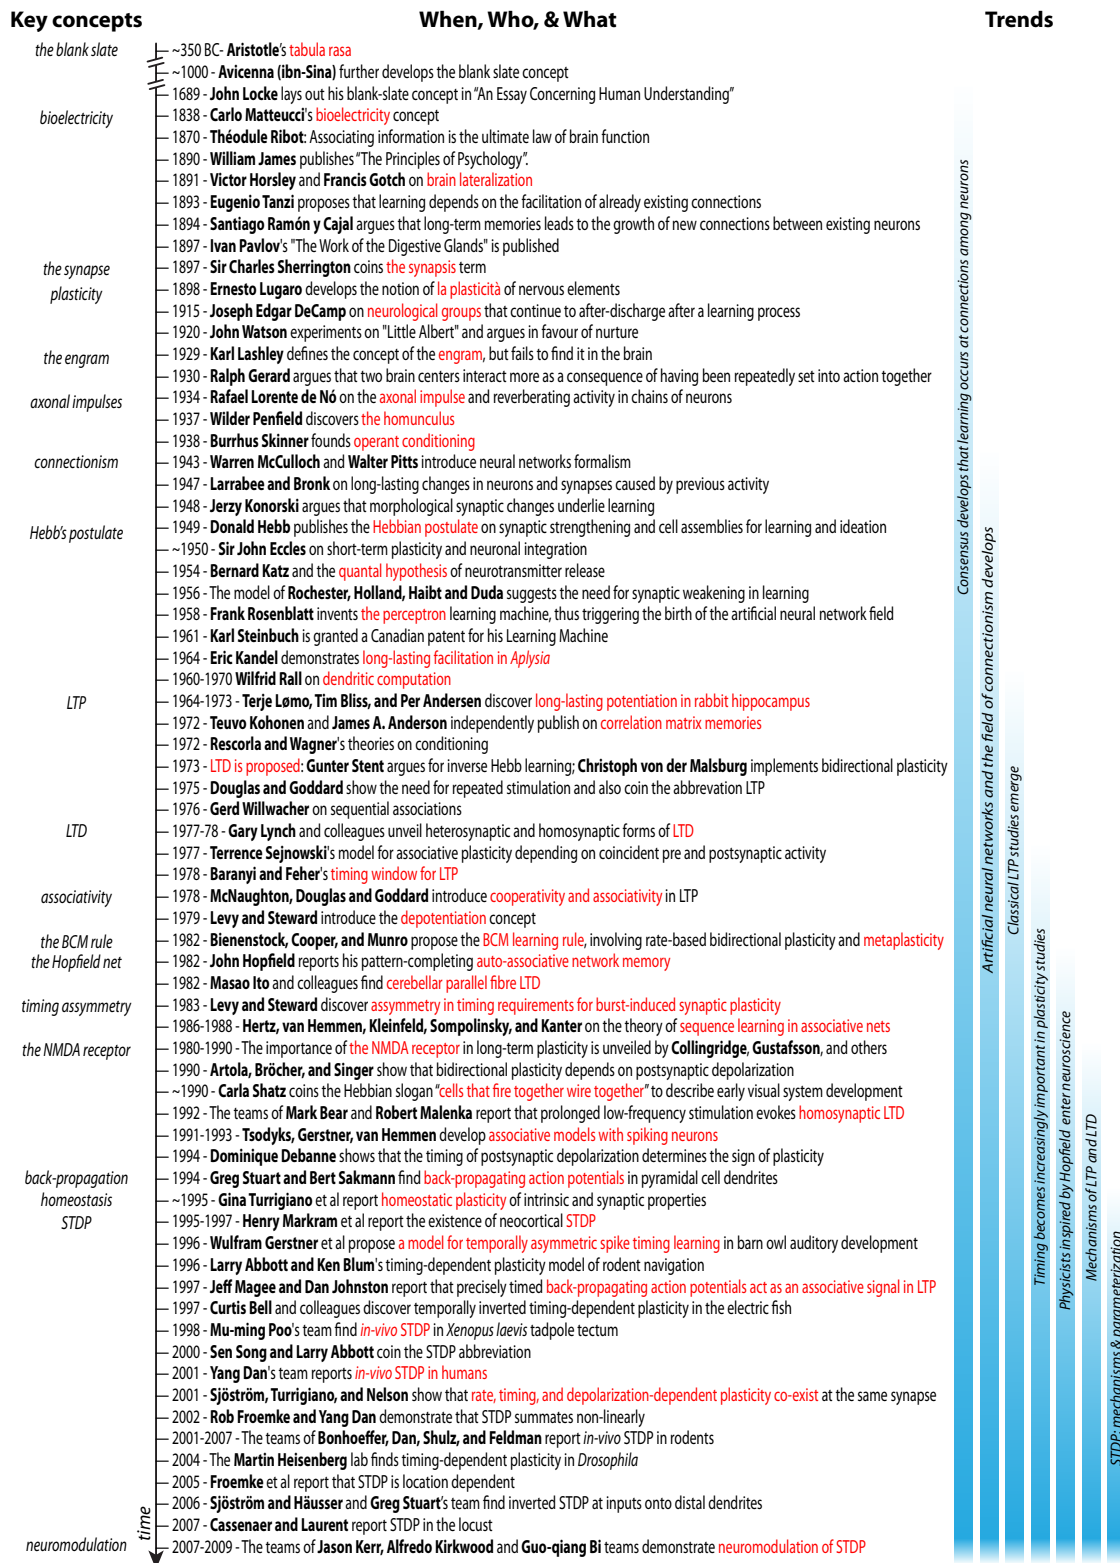 Key concepts
When, Who, & What
Trends
the blank slate
~350 BC- Aristotle's tabula rasa
~1000 - Avicenna (ibn-Sina) further develops the blank slate concept
1689 - John Locke lays out his blank-slate concept in “An Essay Concerning Human Understanding”
bioelectricity
1838 - Carlo Matteucci's bioelectricity concept
1870 - Théodule Ribot: Associating information is the ultimate law of brain function
1890 - William James publishes “The Principles of Psychology”.
1891 - Victor Horsley and Francis Gotch on brain lateralization
1893 - Eugenio Tanzi proposes that learning depends on the facilitation of already existing connections
1894 - Santiago Ramón y Cajal argues that long-term memories leads to the growth of new connections between existing neurons
1897 - Ivan Pavlov's "The Work of the Digestive Glands" is published
the synapse
1897 - Sir Charles Sherrington coins the synapsis term
plasticity
1898 - Ernesto Lugaro develops the notion of la plasticità of nervous elements
1915 - Joseph Edgar DeCamp on neurological groups that continue to after-discharge after a learning process
1920 - John Watson experiments on "Little Albert" and argues in favour of nurture
the engram
1929 - Karl Lashley defines the concept of the engram, but fails to find it in the brain
1930 - Ralph Gerard argues that two brain centers interact more as a consequence of having been repeatedly set into action together
axonal impulses
1934 - Rafael Lorente de Nó on the axonal impulse and reverberating activity in chains of neurons
1937 - Wilder Penfield discovers the homunculus
1938 - Burrhus Skinner founds operant conditioning
connectionism
1943 - Warren McCulloch and Walter Pitts introduce neural networks formalism
1947 - Larrabee and Bronk on long-lasting changes in neurons and synapses caused by previous activity
1948 - Jerzy Konorski argues that morphological synaptic changes underlie learning
Hebb's postulate
1949 - Donald Hebb publishes the Hebbian postulate on synaptic strengthening and cell assemblies for learning and ideation
~1950 - Sir John Eccles on short-term plasticity and neuronal integration
1954 - Bernard Katz and the quantal hypothesis of neurotransmitter release
1956 - The model of Rochester, Holland, Haibt and Duda suggests the need for synaptic weakening in learning
1958 - Frank Rosenblatt invents the perceptron learning machine, thus triggering the birth of the artificial neural network field
1961 - Karl Steinbuch is granted a Canadian patent for his Learning Machine
1964 - Eric Kandel demonstrates long-lasting facilitation in Aplysia
1960-1970 Wilfrid Rall on dendritic computation
LTP
1964-1973 - Terje Lømo, Tim Bliss, and Per Andersen discover long-lasting potentiation in rabbit hippocampus
1972 - Teuvo Kohonen and James A. Anderson independently publish on correlation matrix memories
1972 - Rescorla and Wagner's theories on conditioning
1973 - LTD is proposed: Gunter Stent argues for inverse Hebb learning; Christoph von der Malsburg implements bidirectional plasticity
1975 - Douglas and Goddard show the need for repeated stimulation and also coin the abbrevation LTP
1976 - Gerd Willwacher on sequential associations
LTD
1977-78 - Gary Lynch and colleagues unveil heterosynaptic and homosynaptic forms of LTD
1977 - Terrence Sejnowski's model for associative plasticity depending on coincident pre and postsynaptic activity
1978 - Baranyi and Feher's timing window for LTP
associativity
1978 - McNaughton, Douglas and Goddard introduce cooperativity and associativity in LTP
1979 - Levy and Steward introduce the depotentiation concept
the BCM rule
1982 - Bienenstock, Cooper, and Munro propose the BCM learning rule, involving rate-based bidirectional plasticity and metaplasticity
the Hopfield net
1982 - John Hopfield reports his pattern-completing auto-associative network memory
1982 - Masao Ito and colleagues find cerebellar parallel fibre LTD
timing assymmetry
1983 - Levy and Steward discover assymmetry in timing requirements for burst-induced synaptic plasticity
1986-1988 - Hertz, van Hemmen, Kleinfeld, Sompolinsky, and Kanter on the theory of sequence learning in associative nets
the NMDA receptor
1980-1990 - The importance of the NMDA receptor in long-term plasticity is unveiled by Collingridge, Gustafsson, and others
1990 - Artola, Bröcher, and Singer show that bidirectional plasticity depends on postsynaptic depolarization
~1990 - Carla Shatz coins the Hebbian slogan “cells that fire together wire together” to describe early visual system development
1992 - The teams of Mark Bear and Robert Malenka report that prolonged low-frequency stimulation evokes homosynaptic LTD
1991-1993 - Tsodyks, Gerstner, van Hemmen develop associative models with spiking neurons
1994 - Dominique Debanne shows that the timing of postsynaptic depolarization determines the sign of plasticity
back-propagation
1994 - Greg Stuart and Bert Sakmann find back-propagating action potentials in pyramidal cell dendrites
homeostasis
~1995 - Gina Turrigiano et al report homeostatic plasticity of intrinsic and synaptic properties
STDP
1995-1997 - Henry Markram et al report the existence of neocortical STDP
1996 - Wulfram Gerstner et al propose a model for temporally asymmetric spike timing learning in barn owl auditory development
1996 - Larry Abbott and Ken Blum's timing-dependent plasticity model of rodent navigation
1997 - Jeff Magee and Dan Johnston report that precisely timed back-propagating action potentials act as an associative signal in LTP
1997 - Curtis Bell and colleagues discover temporally inverted timing-dependent plasticity in the electric fish
1998 - Mu-ming Poo's team find in-vivo STDP in Xenopus laevis tadpole tectum
2000 - Sen Song and Larry Abbott coin the STDP abbreviation
2001 - Yang Dan's team reports in-vivo STDP in humans
2001 - Sjöström, Turrigiano, and Nelson show that rate, timing, and depolarization-dependent plasticity co-exist at the same synapse
2002 - Rob Froemke and Yang Dan demonstrate that STDP summates non-linearly
2001-2007 - The teams of Bonhoeffer, Dan, Shulz, and Feldman report in-vivo STDP in rodents
2004 - The Martin Heisenberg lab finds timing-dependent plasticity in Drosophila
2005 - Froemke et al report that STDP is location dependent
2006 - Sjöström and Häusser and Greg Stuart's team find inverted STDP at inputs onto distal dendrites
2007 - Cassenaer and Laurent report STDP in the locust
neuromodulation
2007-2009 - The teams of Jason Kerr, Alfredo Kirkwood and Guo-qiang Bi teams demonstrate neuromodulation of STDP
time
Consensus develops that learning occurs at connections among neurons
Artificial neural networks and the field of connectionism develops
Classical LTP studies emerge
Timing becomes increasingly important in plasticity studies
Physicists inspired by Hopfield enter neuroscience
Mechanisms of LTP and LTD
STDP: mechanisms & parameterization